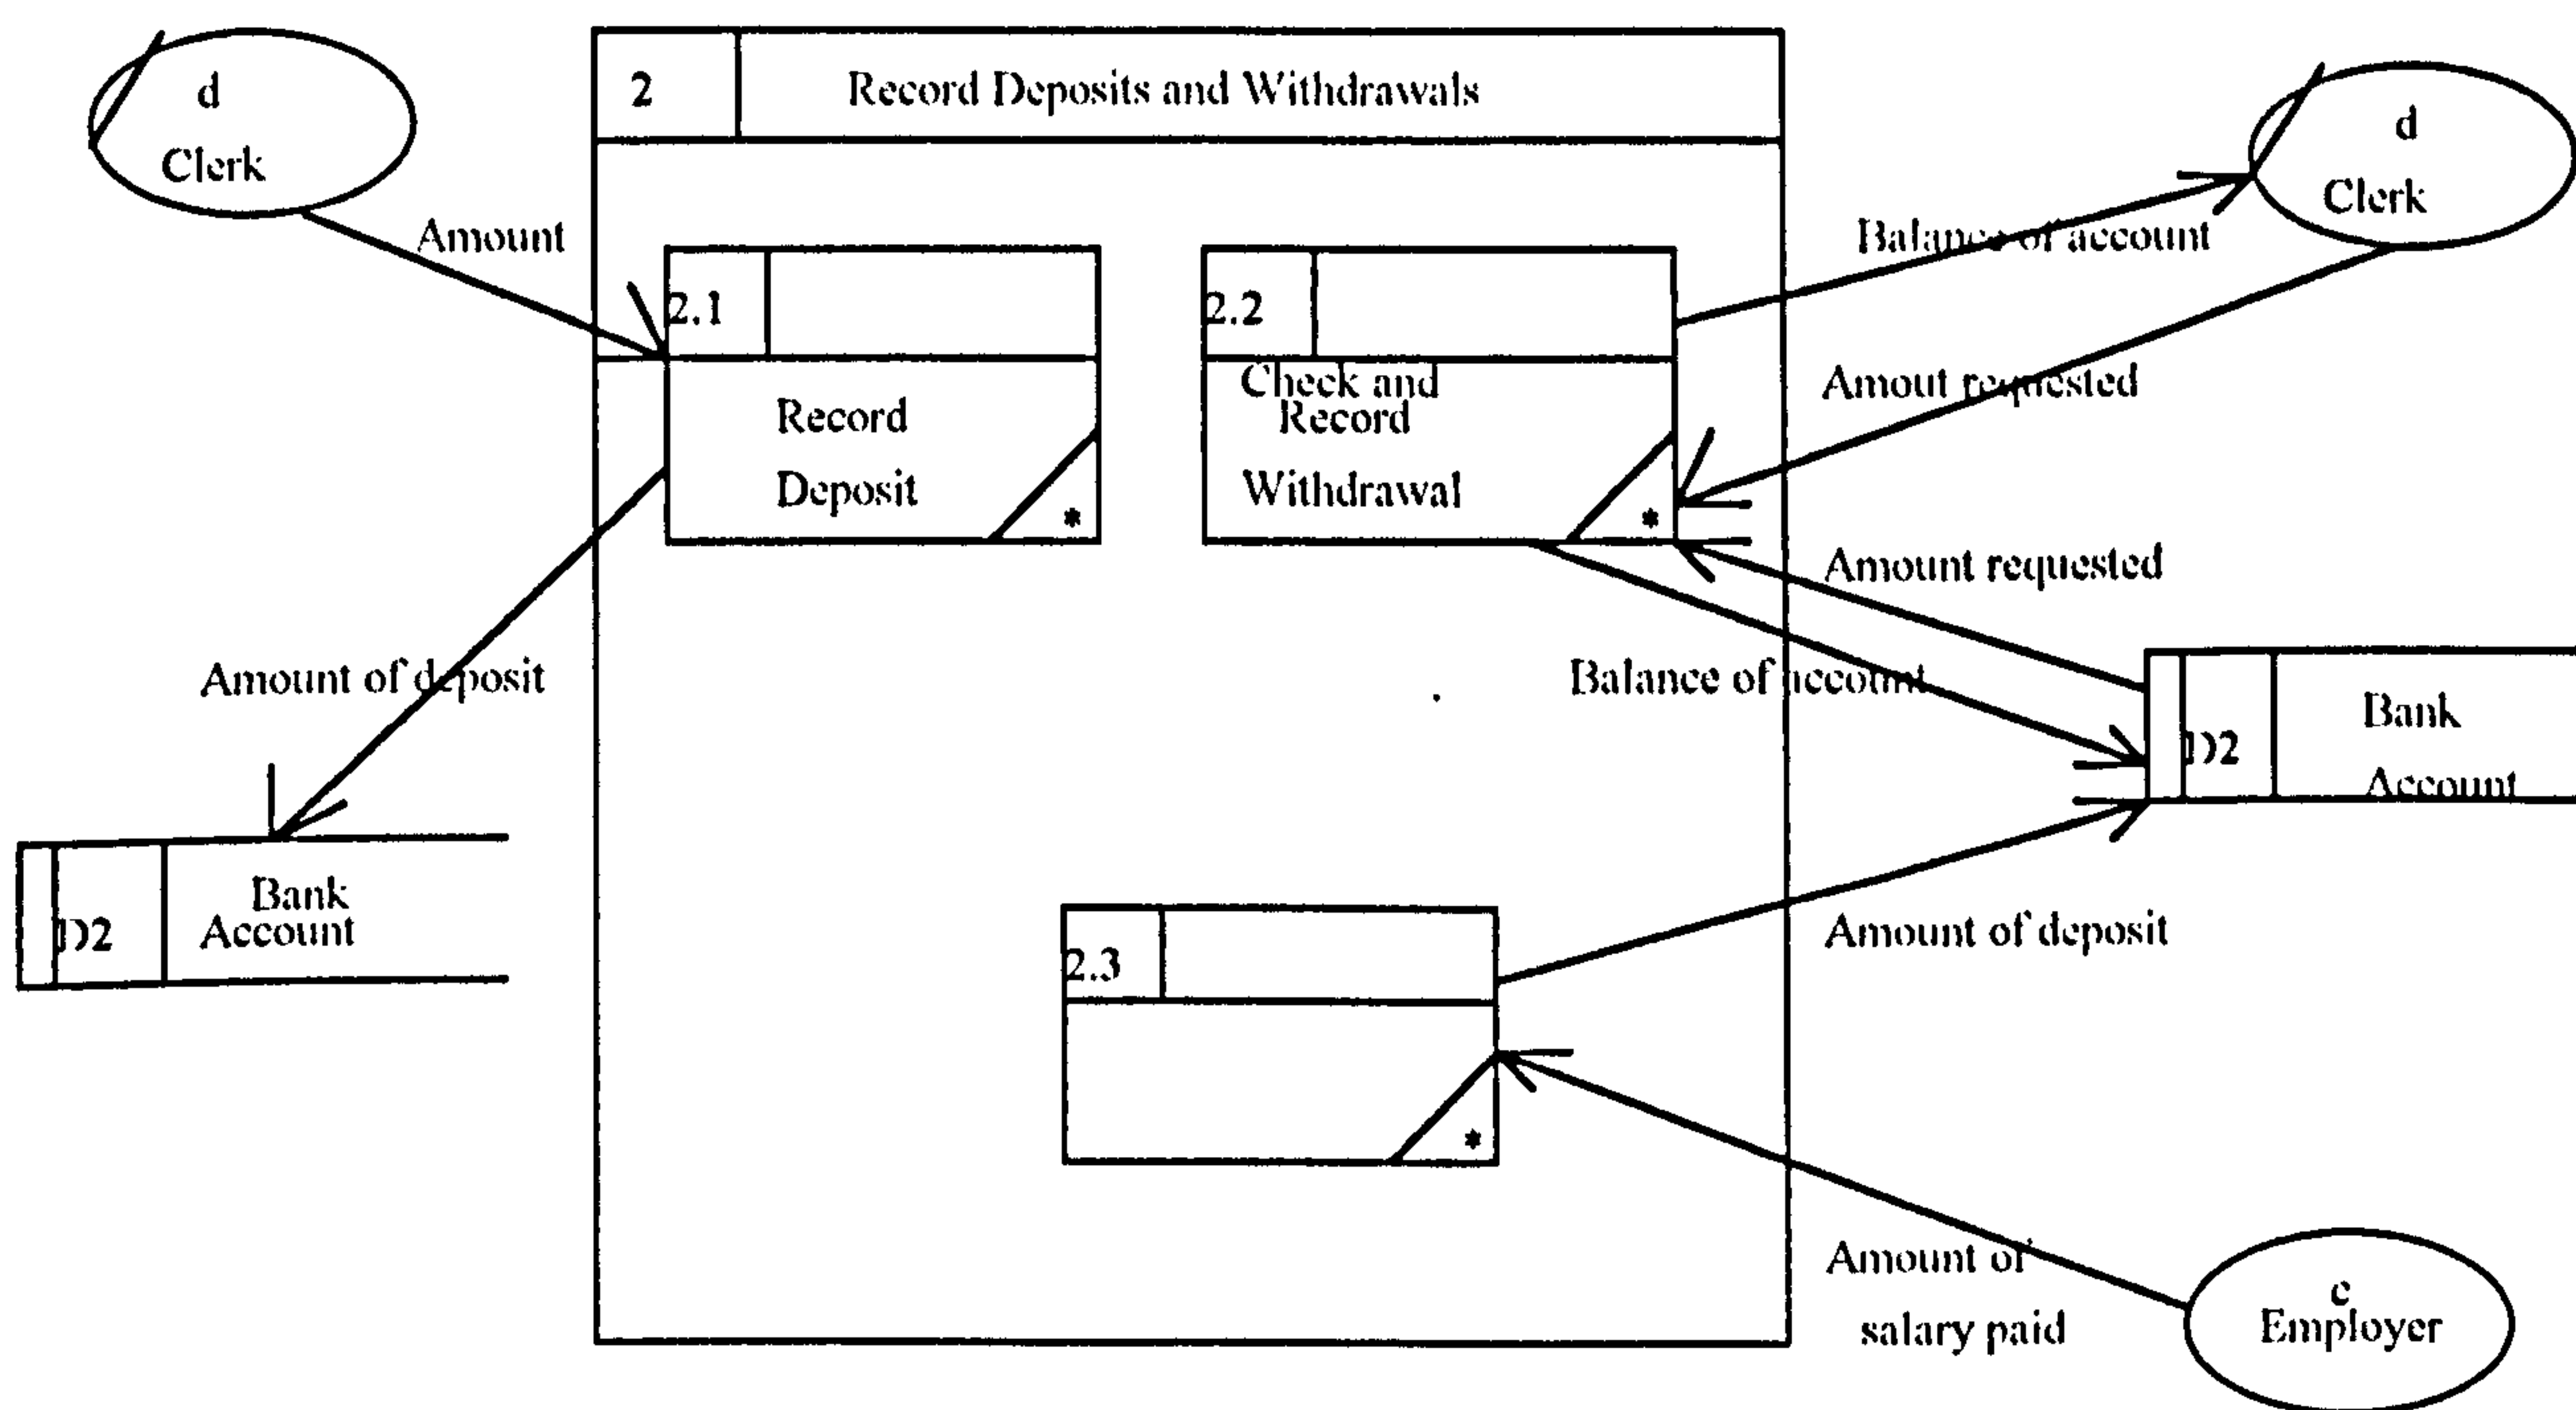 d
Clerk
2
Record Deposits and Withdrawals
d
Clerk
Amount
Balance of account
2.1
2.2
Record
Deposit
*
Check and
Record
Withdrawal
*
Amout requested
Amount requested
Amount of deposit
Balance of account
D2
Bank
Account
D2
Bank
Account
2.3
*
Amount of deposit
Amount of
salary paid
c
Employer